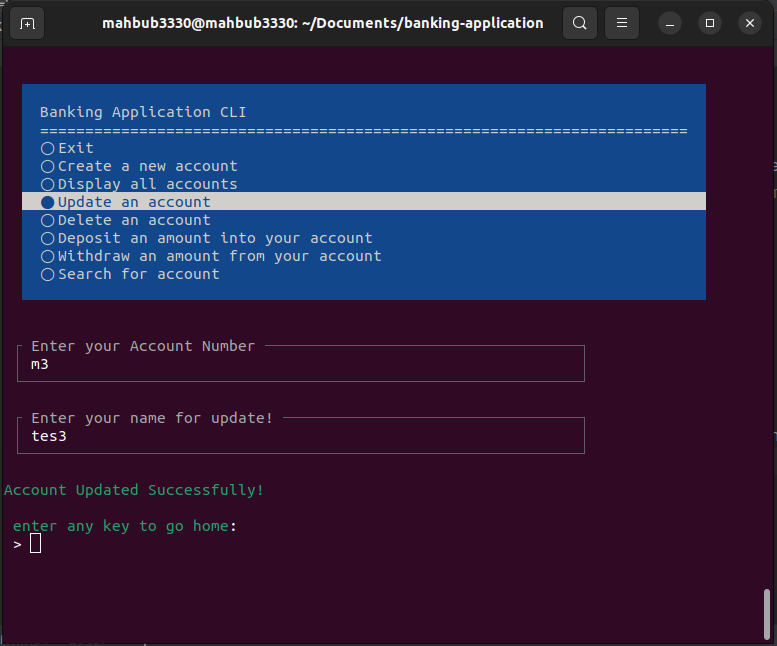 mahbub3330@mahbub3330: ~/Documents/banking-application
Banking Application CLI
========================================================================
Exit
Create a new account
Display all accounts
Update an account
Delete an account
Deposit an amount into your account
Withdraw an amount from your account
Search for account
Enter your Account Number
m3
Enter your name for update!
tes3
Account Updated Successfully!
enter any key to go home:
>